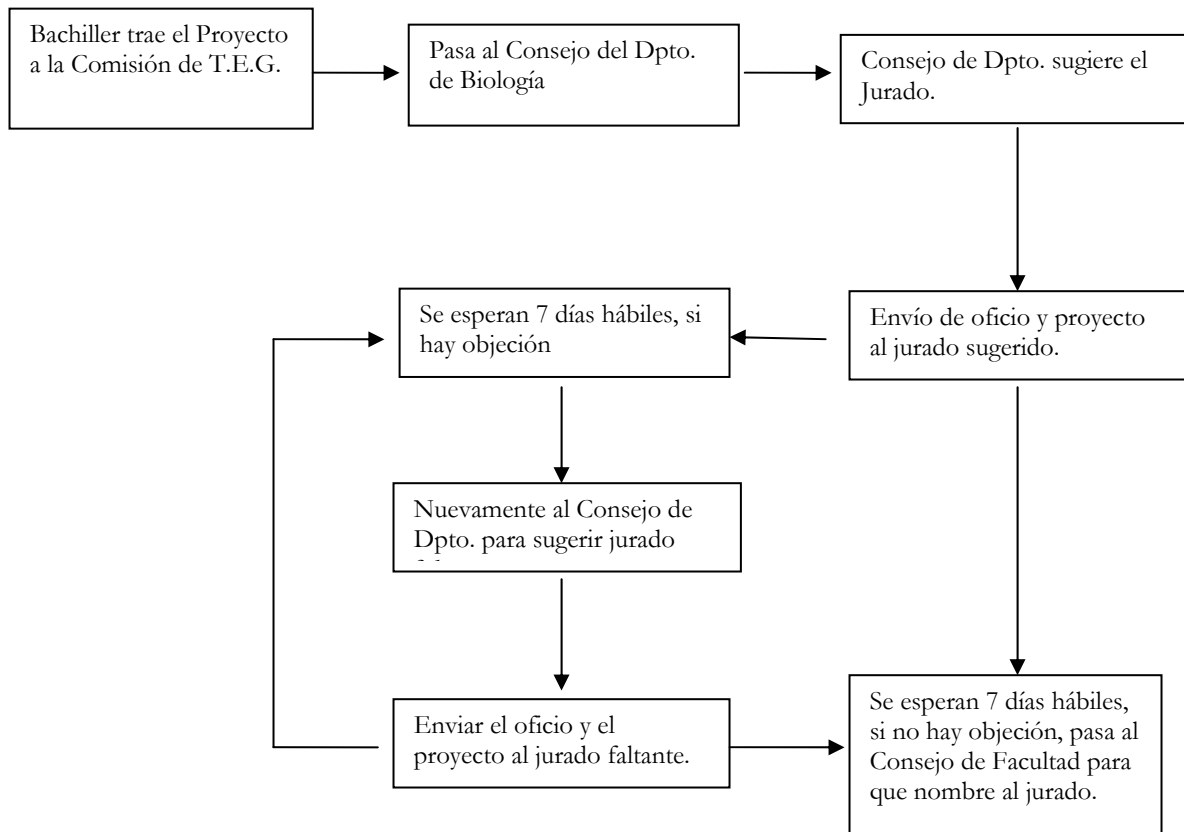 Bachiller trae el Proyecto
a la Comisión de T.E.G.
Pasa al Consejo del Dpto.
de Biología
Consejo de Dpto. sugiere el
Jurado.
Se esperan 7 días hábiles, si
hay objeción
Envío de oficio y proyecto
al jurado sugerido.
Nuevamente al Consejo de
Dpto. para sugerir jurado
Enviar el oficio y el
proyecto al jurado faltante.
Se esperan 7 días hábiles,
si no hay objeción, pasa al
Consejo de Facultad para
que nombre al jurado.